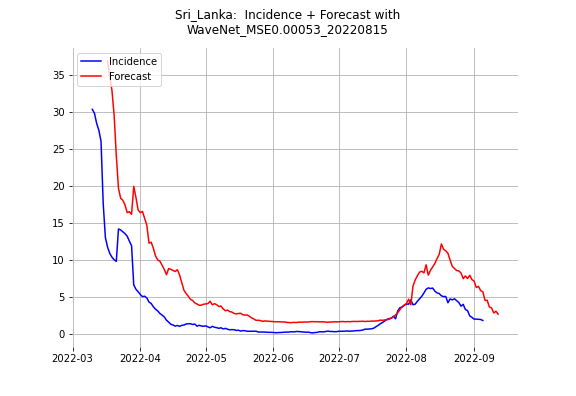 Sri_Lanka:  Incidence + Forecast with
WaveNet_MSE0.00053_20220815
Incidence
Forecast
35
30
25
20
15
10
5
0
2022-03 2022-04 2022-05 2022-06 2022-07 2022-08 2022-09